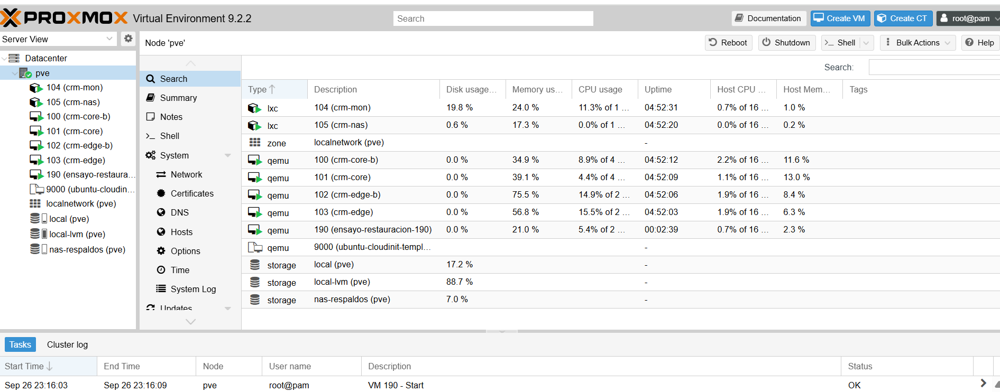 PROXMOX Virtual Environment 9.2.2
Search
Documentation
Create VM
Create CT
root@pam
Server View
Node 'pve'
Reboot
Shutdown
Shell
Bulk Actions
Help
Datacenter
pve
104 (crm-mon)
105 (crm-nas)
100 (crm-core-b)
101 (crm-core)
102 (crm-edge-b)
103 (crm-edge)
190 (ensayo-restaura...
9000 (ubuntu-cloudin...
localnetwork (pve)
local (pve)
local-lvm (pve)
nas-respaldos (pve)
Search
Summary
Notes
>_ Shell
System
Network
Certificates
DNS
Hosts
Options
Time
System Log
Updates
Search:
Type Description Disk usage... Memory us... CPU usage Uptime Host CPU ... Host Mem... Tags
lxc 104 (crm-mon) 19.8 % 24.0 % 11.3% of 1 ... 04:52:31 0.7% of 16 ... 1.0 %
lxc 105 (crm-nas) 0.6 % 17.3 % 0.0% of 1 ... 04:52:20 0.0% of 16 ... 0.2 %
zone localnetwork (pve) -
qemu 100 (crm-core-b) 0.0 % 34.9 % 8.9% of 4 ... 04:52:12 2.2% of 16 ... 11.6 %
qemu 101 (crm-core) 0.0 % 39.1 % 4.4% of 4 ... 04:52:09 1.1% of 16 ... 13.0 %
qemu 102 (crm-edge-b) 0.0 % 75.5 % 14.9% of 2 ... 04:52:06 1.9% of 16 ... 8.4 %
qemu 103 (crm-edge) 0.0 % 56.8 % 15.5% of 2 ... 04:52:03 1.9% of 16 ... 6.3 %
qemu 190 (ensayo-restauracion-190) 0.0 % 21.0 % 5.4% of 2 ... 00:02:39 0.7% of 16 ... 2.3 %
qemu 9000 (ubuntu-cloudinit-templ... -
storage local (pve) 17.2 % -
storage local-lvm (pve) 88.7 % -
storage nas-respaldos (pve) 7.0 % -
Tasks Cluster log
Start Time End Time Node User name Description Status
Sep 26 23:16:03 Sep 26 23:16:09 pve root@pam VM 190 - Start OK